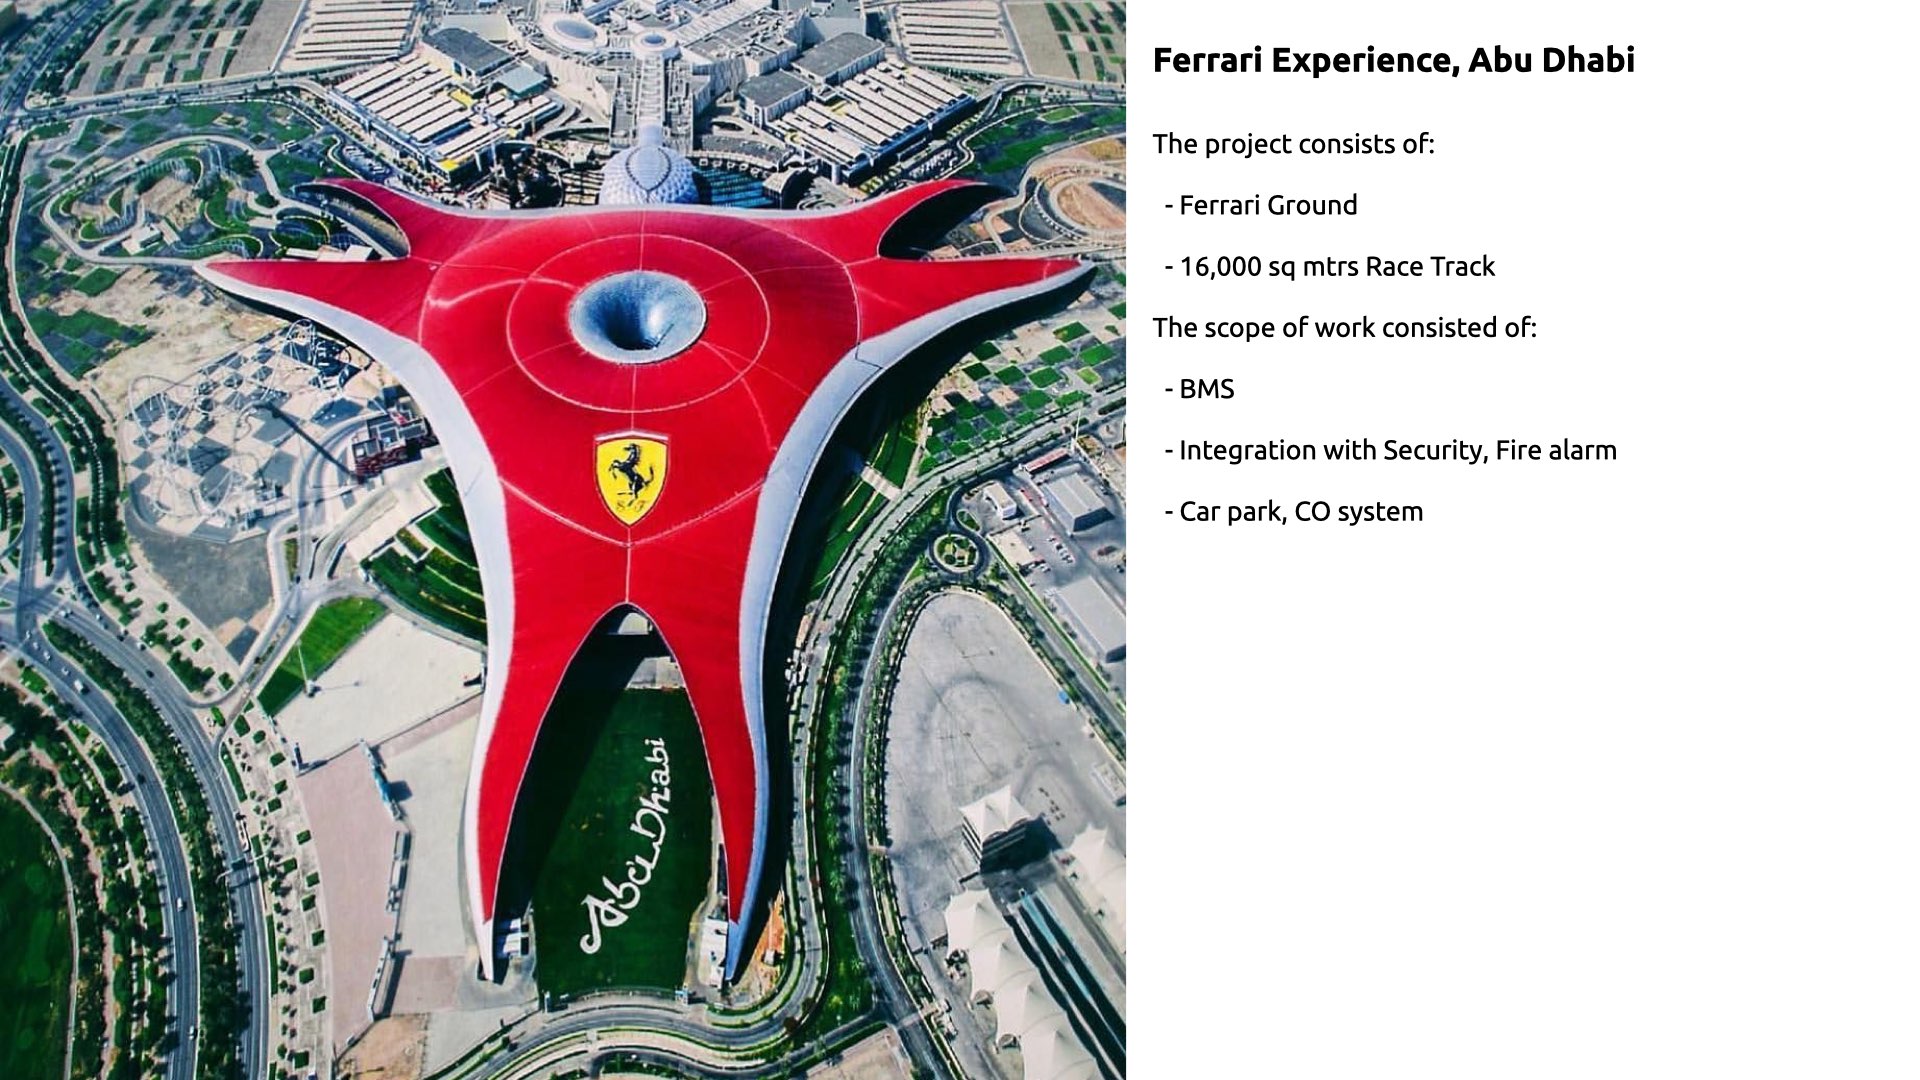 Ferrari Experience, Abu Dhabi
The project consists of:
- Ferrari Ground
- 16,000 sq mtrs Race Track
The scope of work consisted of:
- BMS
- Integration with Security, Fire alarm
- Car park, CO system
S F
Abu Dhabi